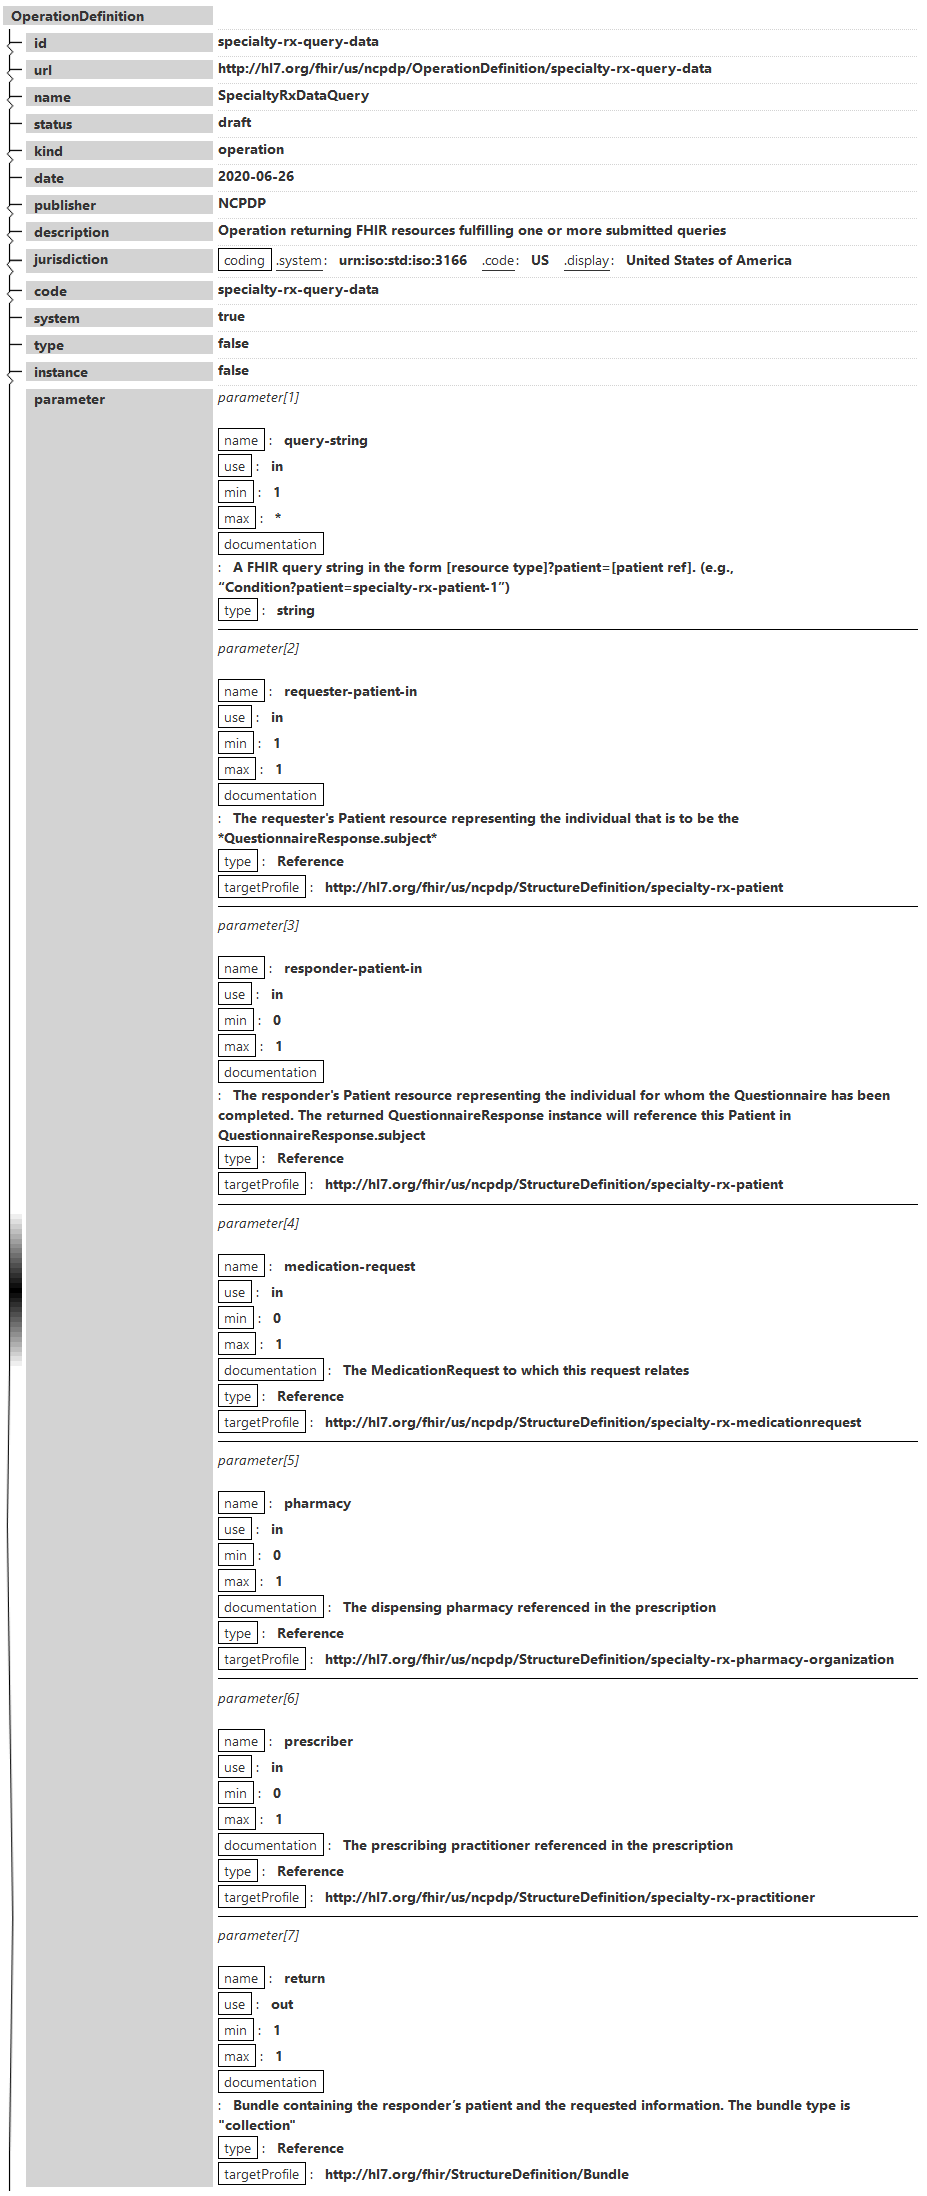 OperationDefinition
id specialty-rx-query-data
url http://hl7.org/fhir/us/ncpdp/OperationDefinition/specialty-rx-query-data
name SpecialtyRxDataQuery
status draft
kind operation
date 2020-06-26
publisher NCPDP
description Operation returning FHIR resources fulfilling one or more submitted queries
jurisdiction coding .system: urn:iso:std:iso:3166 .code: US .display: United States of America
code specialty-rx-query-data
system true
type false
instance false
parameter parameter[1]
name : query-string
use : in
min : 1
max : *
documentation
: A FHIR query string in the form [resource type]?patient=[patient ref]. (e.g.,
“Condition?patient=specialty-rx-patient-1”)
type : string
parameter[2]
name : requester-patient-in
use : in
min : 1
max : 1
documentation
: The requester's Patient resource representing the individual that is to be the
*QuestionnaireResponse.subject*
type : Reference
targetProfile : http://hl7.org/fhir/us/ncpdp/StructureDefinition/specialty-rx-patient
parameter[3]
name : responder-patient-in
use : in
min : 0
max : 1
documentation
: The responder's Patient resource representing the individual for whom the Questionnaire has been
completed. The returned QuestionnaireResponse instance will reference this Patient in
QuestionnaireResponse.subject
type : Reference
targetProfile : http://hl7.org/fhir/us/ncpdp/StructureDefinition/specialty-rx-patient
parameter[4]
name : medication-request
use : in
min : 0
max : 1
documentation : The MedicationRequest to which this request relates
type : Reference
targetProfile : http://hl7.org/fhir/us/ncpdp/StructureDefinition/specialty-rx-medicationrequest
parameter[5]
name : pharmacy
use : in
min : 0
max : 1
documentation : The dispensing pharmacy referenced in the prescription
type : Reference
targetProfile : http://hl7.org/fhir/us/ncpdp/StructureDefinition/specialty-rx-pharmacy-organization
parameter[6]
name : prescriber
use : in
min : 0
max : 1
documentation : The prescribing practitioner referenced in the prescription
type : Reference
targetProfile : http://hl7.org/fhir/us/ncpdp/StructureDefinition/specialty-rx-practitioner
parameter[7]
name : return
use : out
min : 1
max : 1
documentation
: Bundle containing the responder’s patient and the requested information. The bundle type is
"collection"
type : Reference
targetProfile : http://hl7.org/fhir/StructureDefinition/Bundle